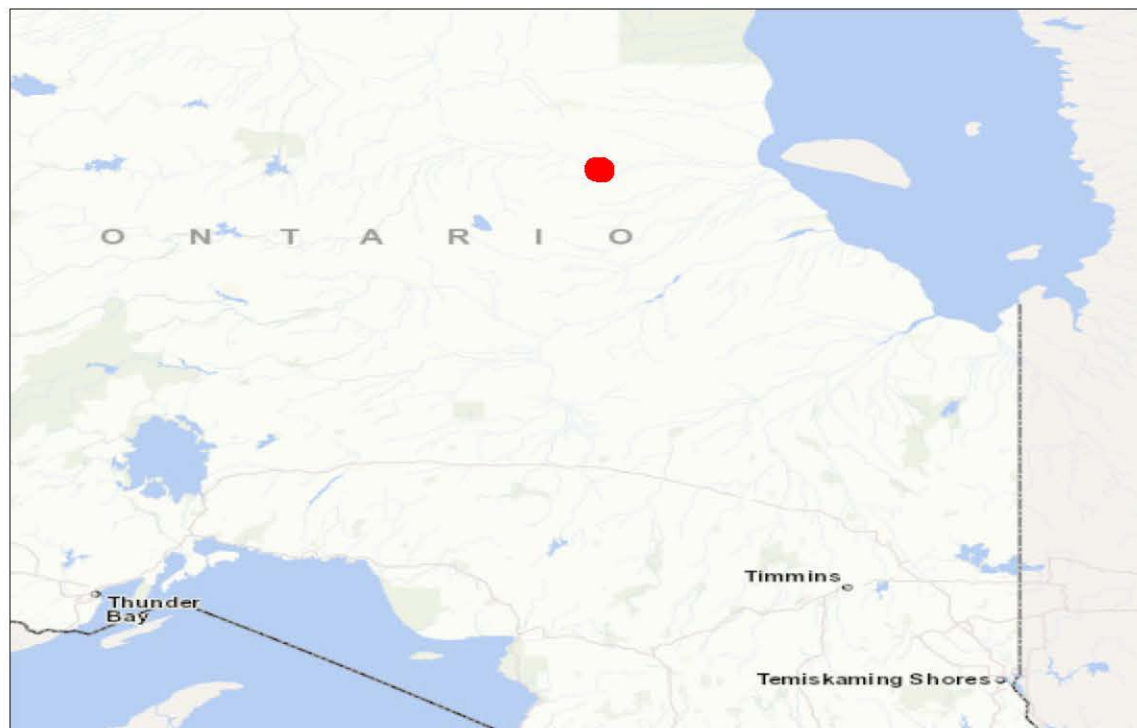 O N T A R I O
Timmins
Thunder
Bay
Temiskaming Shores